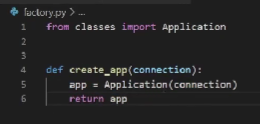 factory.py > ...
1 from classes import Application
2
3
4 def create_app(connection):
5     app = Application(connection)
6     return app